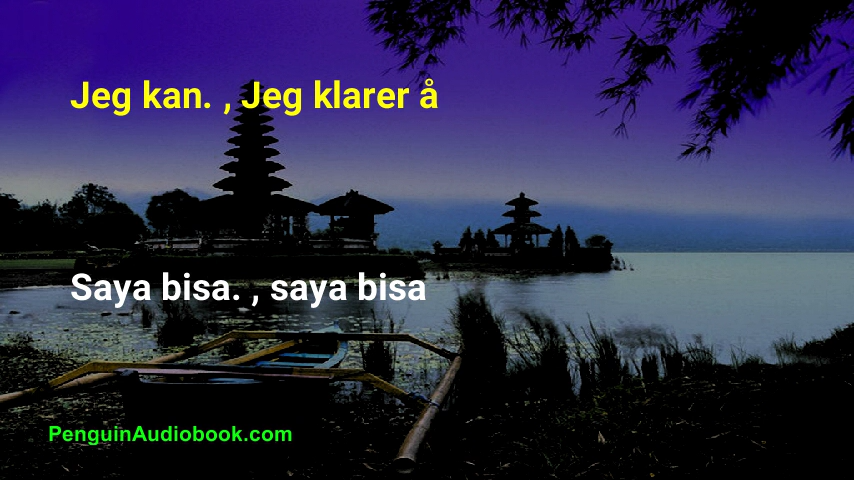 Jeg kan. , Jeg klarer å
Saya bisa. , saya bisa
PenguinAudiobook.com